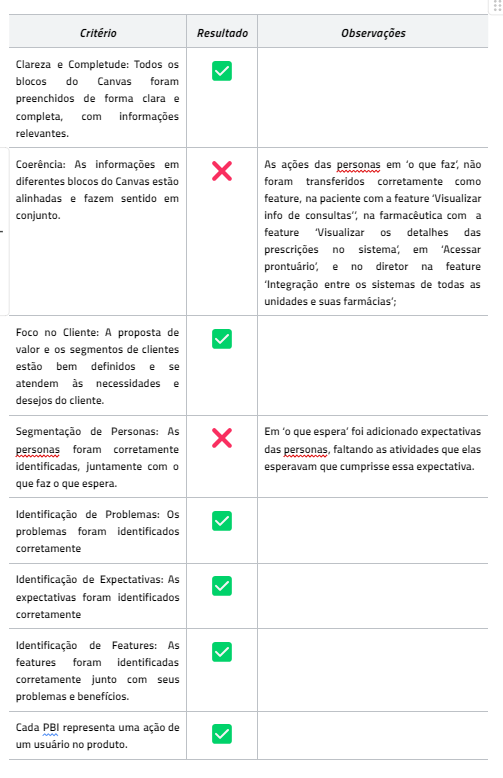 Critério Resultado Observações
Clareza e Completude: Todos os
blocos do Canvas foram
preenchidos de forma clara e
completa, com informações
relevantes.
Coerência: As informações em
diferentes blocos do Canvas estão
alinhadas e fazem sentido em
conjunto.
As ações das personas em ‘o que faz’, não
foram transferidos corretamente como
feature, na paciente com a feature ‘Visualizar
info de consultas’’, na farmacêutica com a
feature ‘Visualizar os detalhes das
prescrições no sistema’, em ‘Acessar
prontuário’, e no diretor na feature
‘Integração entre os sistemas de todas as
unidades e suas farmácias’;
Foco no Cliente: A proposta de
valor e os segmentos de clientes
estão bem definidos e se
atendem às necessidades e
desejos do cliente.
Segmentação de Personas: As
personas foram corretamente
identificadas, juntamente com o
que faz o que espera.
Em ‘o que espera’ foi adicionado expectativas
das personas, faltando as atividades que elas
esperavam que cumprisse essa expectativa.
Identificação de Problemas: Os
problemas foram identificados
corretamente
Identificação de Expectativas: As
expectativas foram identificados
corretamente
Identificação de Features: As
features foram identificadas
corretamente junto com seus
problemas e benefícios.
Cada PBI representa uma ação de
um usuário no produto.